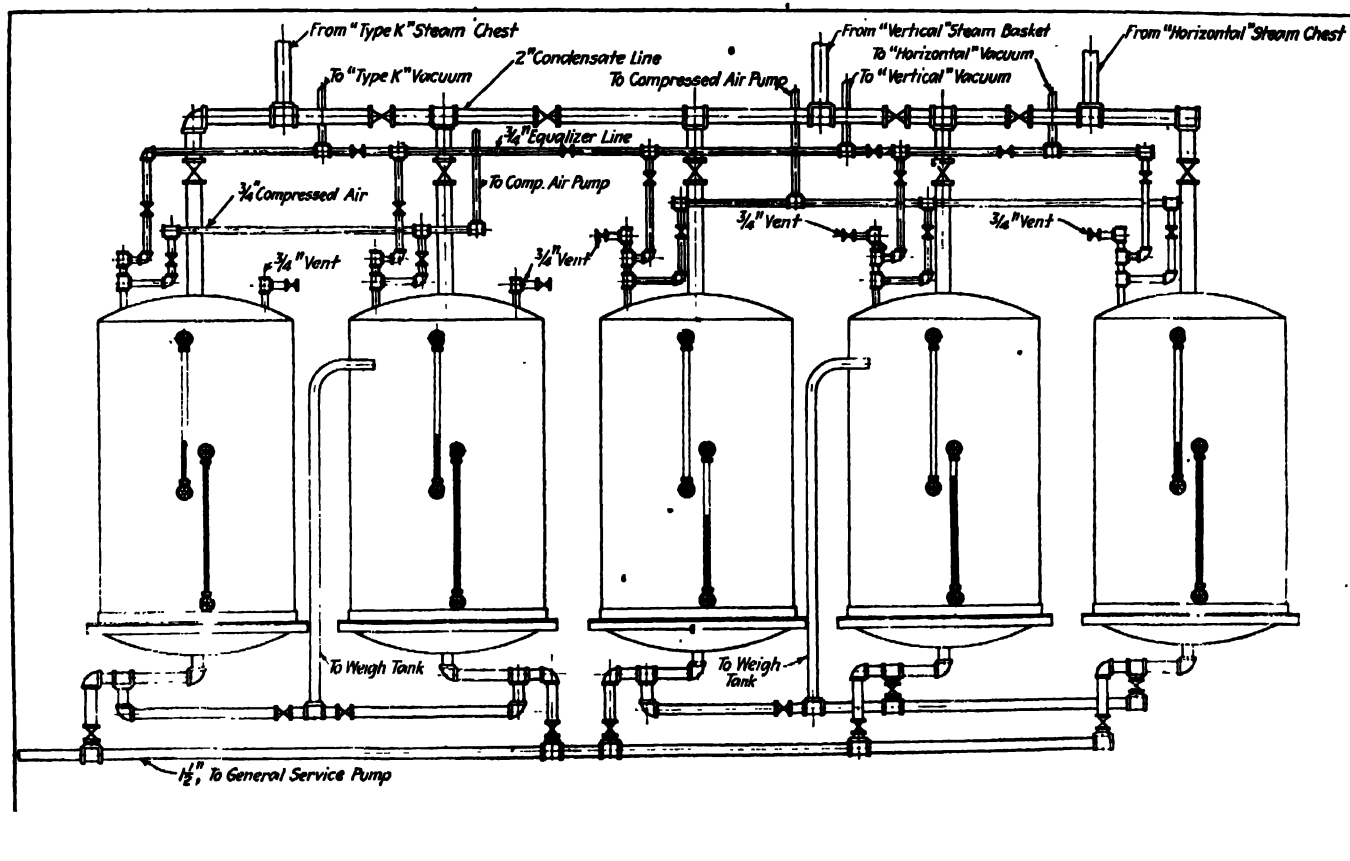 From "Type K" Steam Chest
From "Vertical" Steam Basket
From "Horizontal" Steam Chest
To "Horizontal" Vacuum
2" Condensate Line
To "Type K" Vacuum
To Compressed Air Pump
To "Vertical" Vacuum
3/4" Equalizer Line
3/4" Compressed Air
To Comp. Air Pump
3/4" Vent
3/4" Vent
3/4" Vent
3/4" Vent
To Weigh Tank
To Weigh
Tank
1½", To General Service Pump